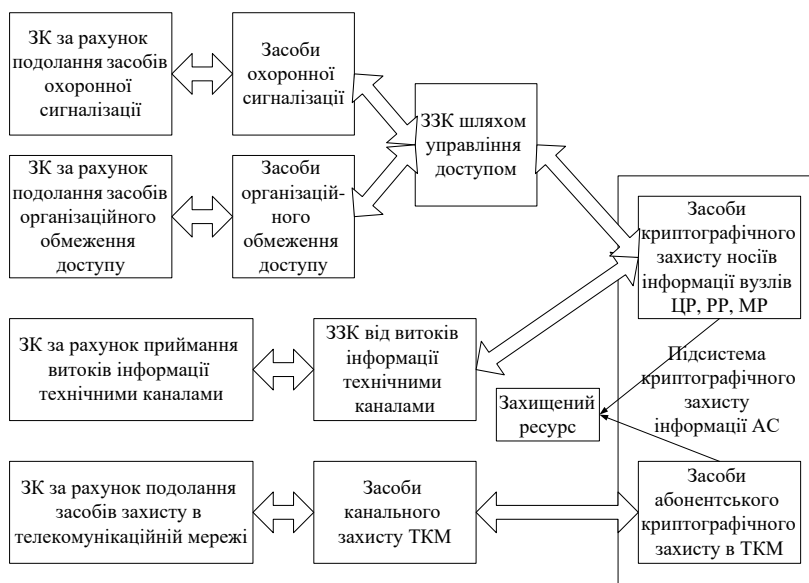 ЗК за рахунок
подолання засобів
охоронної
сигналізації
Засоби
охоронної
сигналізації
ЗЗК шляхом
управління
доступом
ЗК за рахунок
подолання засобів
організаційного
обмеження
доступу
Засоби
організацій-
ного
обмеження
доступу
Засоби
криптографічного
захисту носіїв
інформації вузлів
ЦР, РР, МР
ЗК за рахунок приймання
витоків інформації
технічними каналами
ЗЗК від витоків
інформації
технічними
каналами
Захищений
ресурс
Підсистема
криптографічного
захисту
інформації АС
ЗК за рахунок подолання
засобів захисту в
телекомунікаційній мережі
Засоби
канального
захисту ТКМ
Засоби
абонентського
криптографічного
захисту в ТКМ